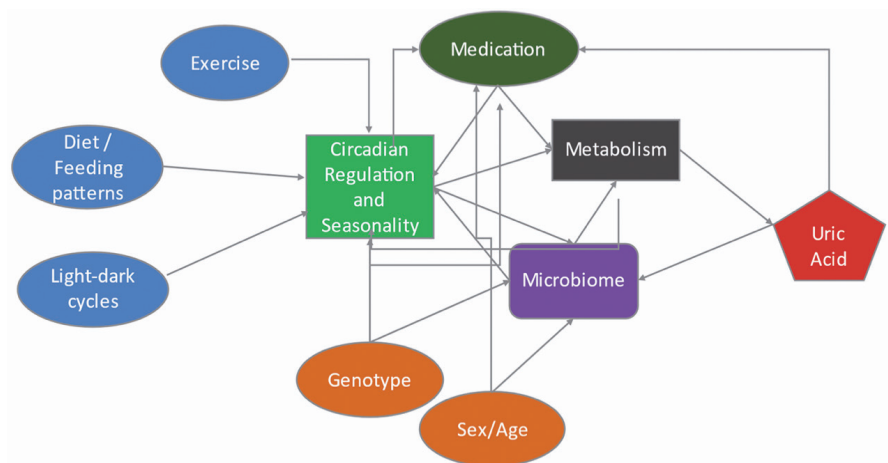 Medication
Exercise
Diet /
Feeding
patterns
Circadian
Regulation
and
Seasonality
Metabolism
Uric
Acid
Light-dark
cycles
Microbiome
Genotype
Sex/Age